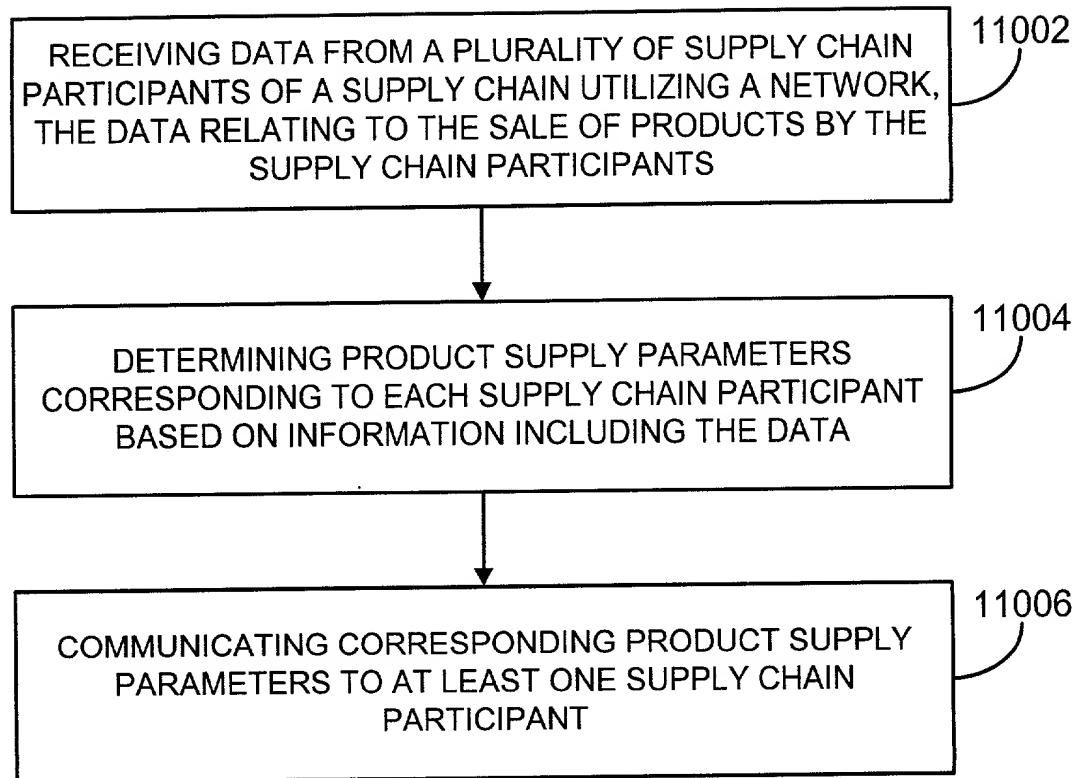 RECEIVING DATA FROM A PLURALITY OF SUPPLY CHAIN
PARTICIPANTS OF A SUPPLY CHAIN UTILIZING A NETWORK,
THE DATA RELATING TO THE SALE OF PRODUCTS BY THE
SUPPLY CHAIN PARTICIPANTS
11002
DETERMINING PRODUCT SUPPLY PARAMETERS
CORRESPONDING TO EACH SUPPLY CHAIN PARTICIPANT
BASED ON INFORMATION INCLUDING THE DATA
11004
COMMUNICATING CORRESPONDING PRODUCT SUPPLY
PARAMETERS TO AT LEAST ONE SUPPLY CHAIN
PARTICIPANT
11006